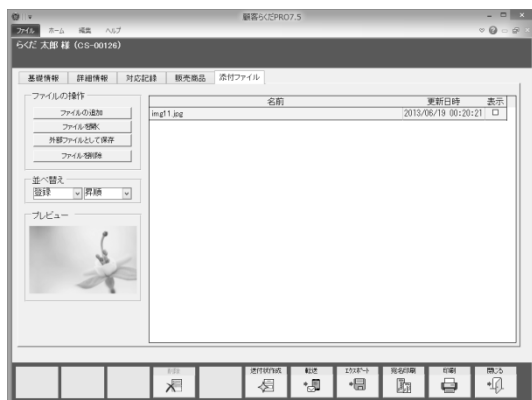 顧客らくだPRO7.5
ファイル ホーム 編集 ヘルプ
らくだ 太郎 様 (CS-00126)
基礎情報 詳細情報 対応記録 販売商品 添付ファイル
ファイルの操作
ファイルの追加
ファイルを開く
外部ファイルとして保存
ファイルを削除
並べ替え
登録 昇順
プレビュー
名前 更新日時 表示
img11.jpg 2013/06/19 00:20:21
削除 送付状作成 転送 エクスポート 宛名印刷 印刷 閉じる